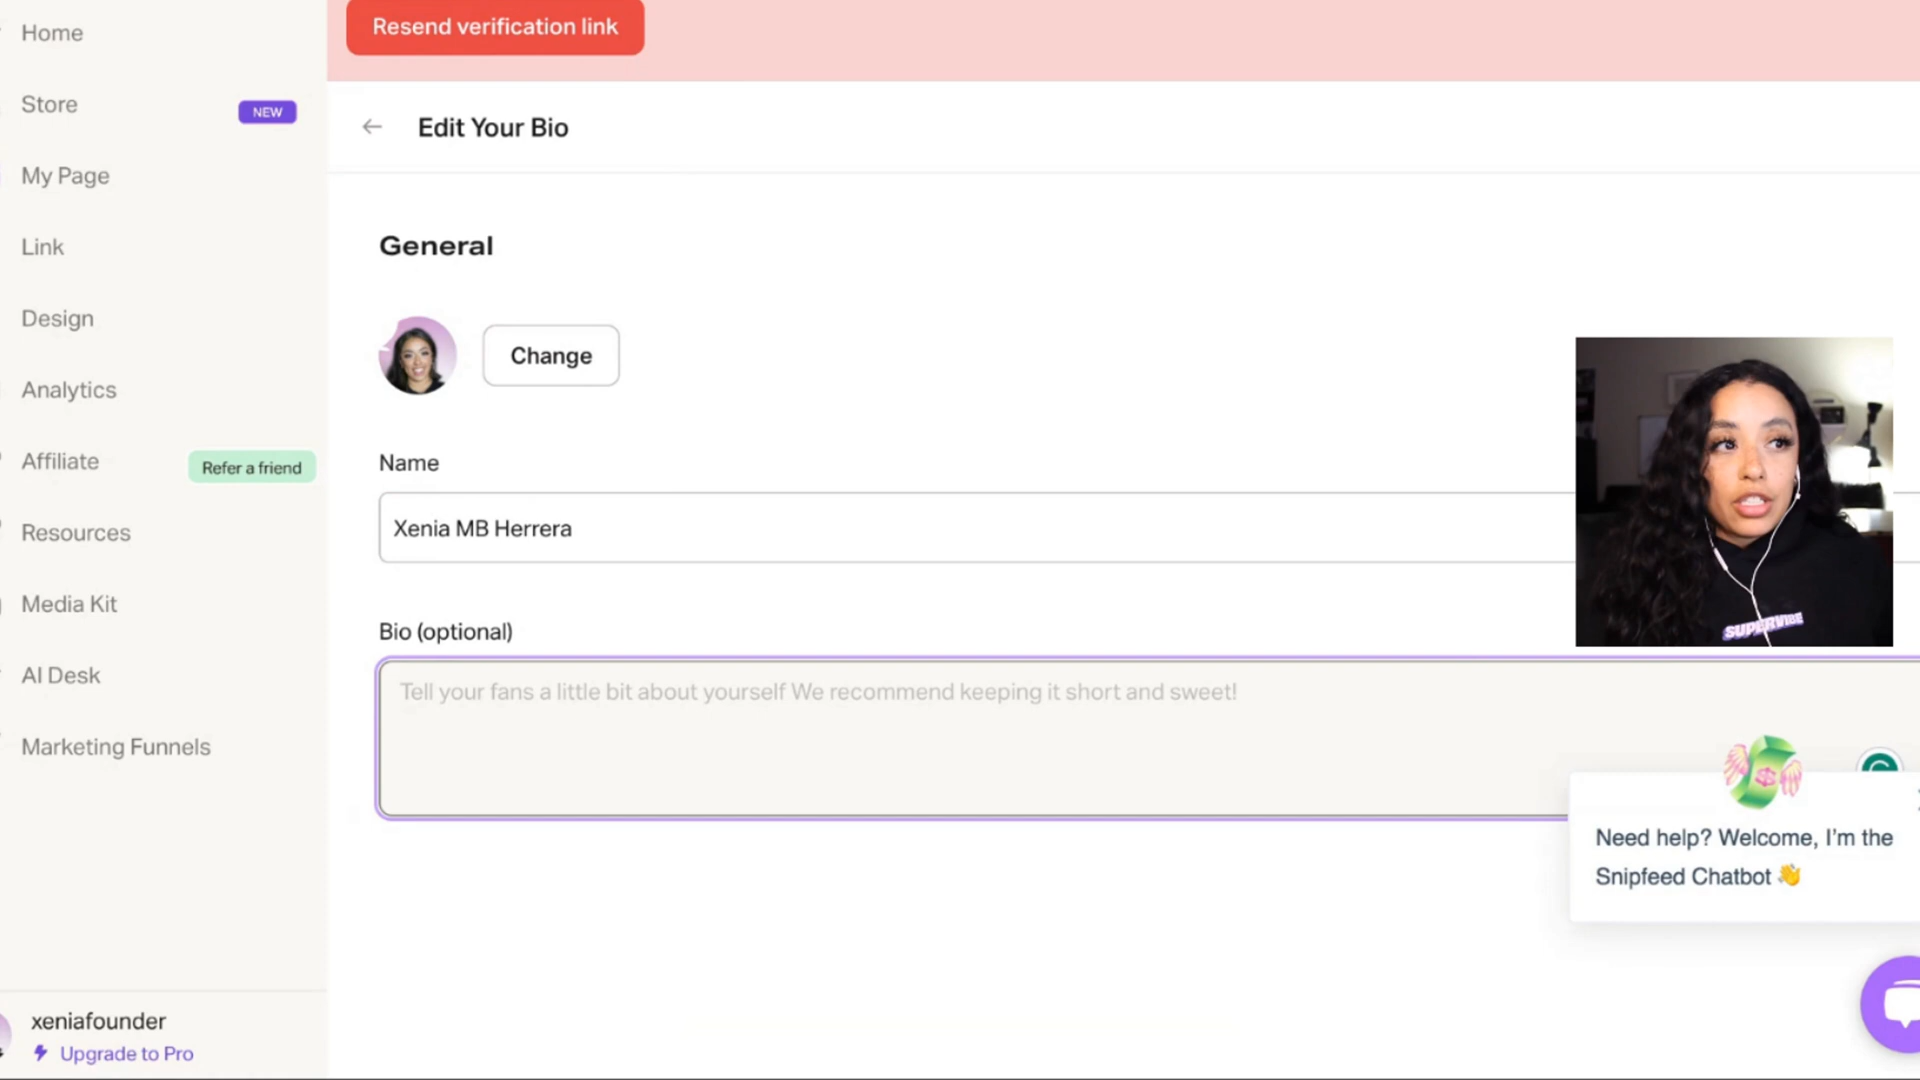 Resend verification link
Home
Store
NEW
My Page
Link
Design
Analytics
Affiliate
Refer a friend
Resources
Media Kit
AI Desk
Marketing Funnels
xeniafounder
Upgrade to Pro
Edit Your Bio
General
Change
Name
Xenia MB Herrera
Bio (optional)
Tell your fans a little bit about yourself We recommend keeping it short and sweet!
SUPERVIBE
Need help? Welcome, I'm the
Snipfeed Chatbot 👋